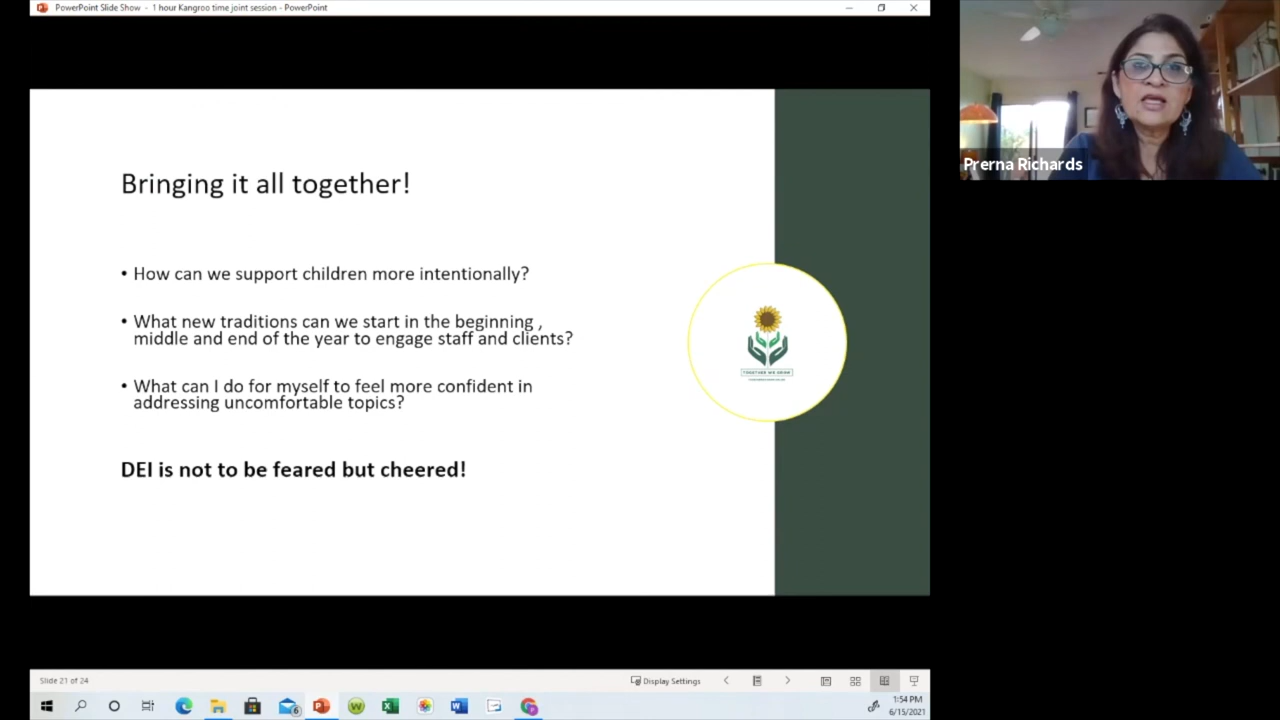 PowerPoint Slide Show - 1 hour Kangroo time joint session - PowerPoint
Prerna Richards
Bringing it all together!
• How can we support children more intentionally?
• What new traditions can we start in the beginning ,
middle and end of the year to engage staff and clients?
• What can I do for myself to feel more confident in
addressing uncomfortable topics?
DEI is not to be feared but cheered!
TOGETHER WE GROW
Slide 21 of 24
Display Settings
6
1:54 PM
6/15/2021